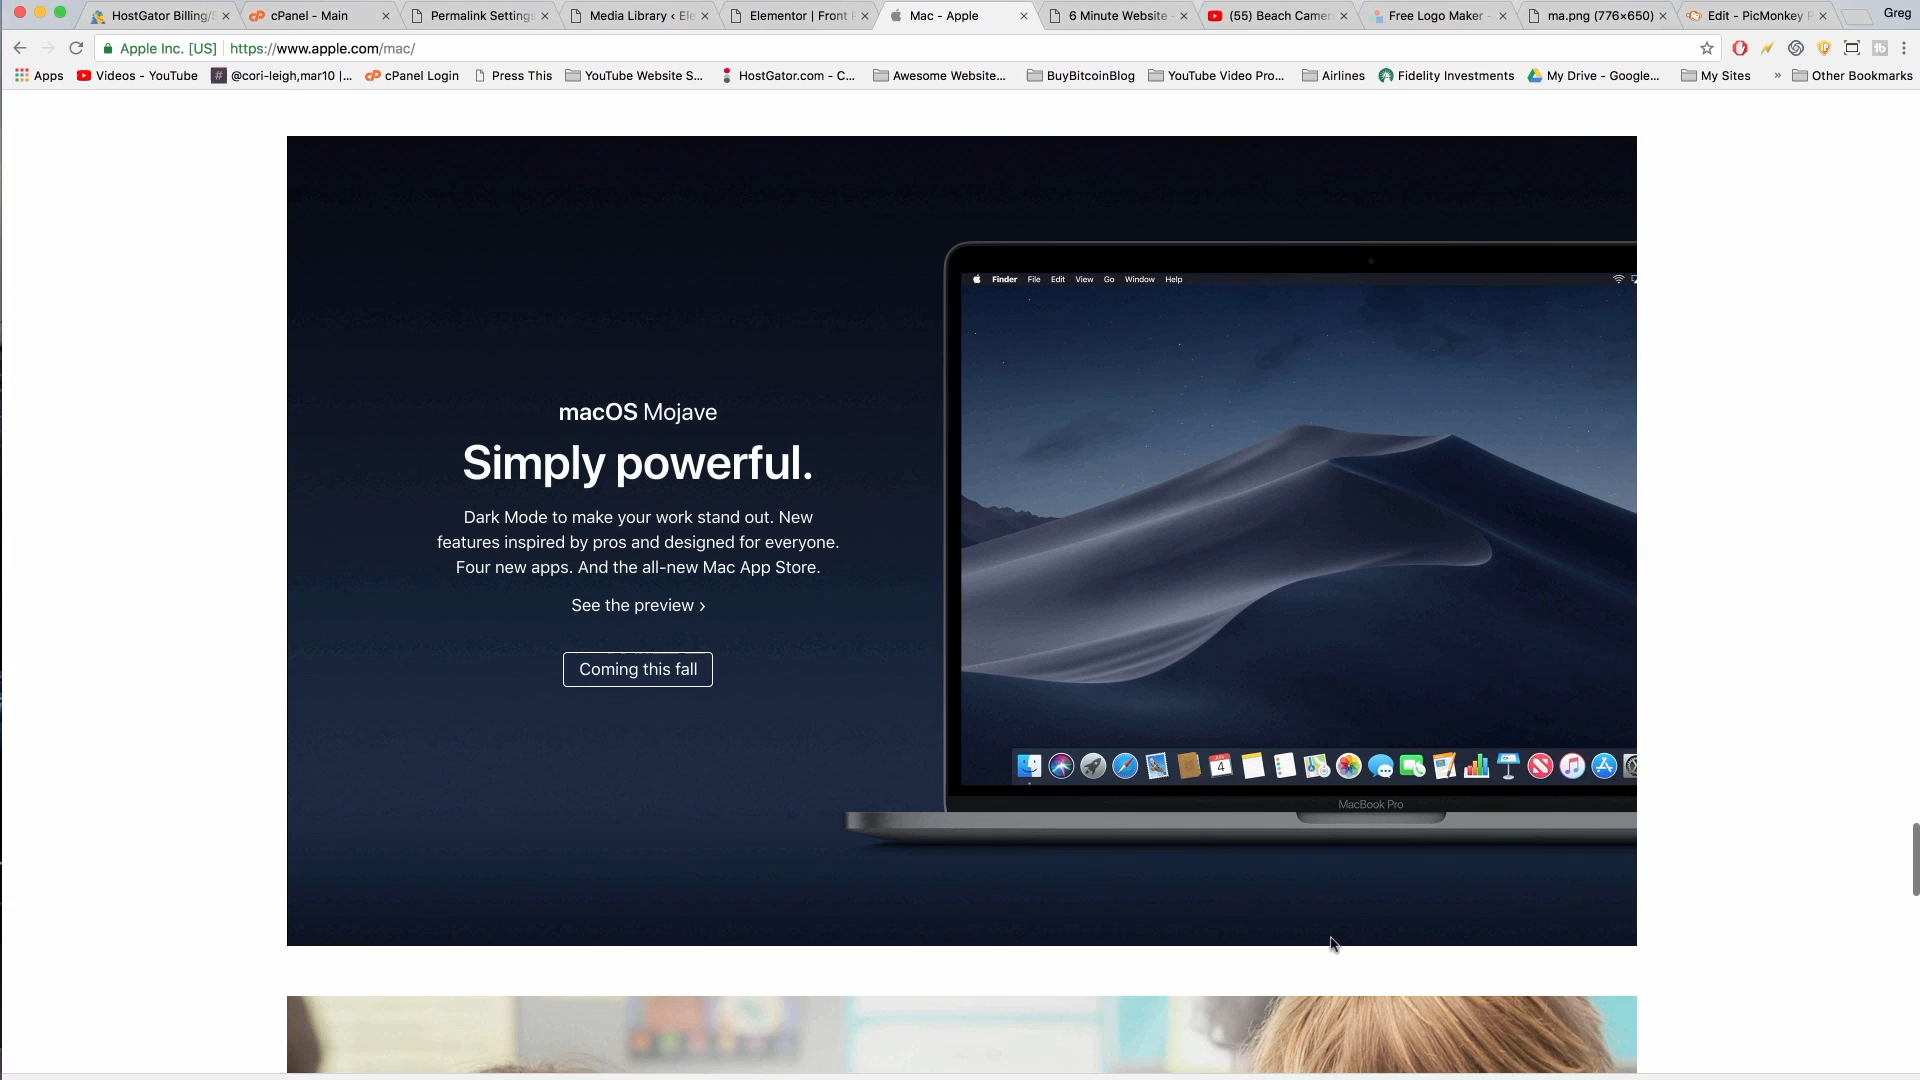 HostGator Billing/S
cPanel - Main
Permalink Settings
Media Library ‹ Ele
Elementor | Front P
Mac - Apple
6 Minute Website
(55) Beach Camer
Free Logo Maker -
ma.png (776×650)
Edit - PicMonkey P
Greg
Apple Inc. [US]
https://www.apple.com/mac/
Apps
Videos - YouTube
@cori-leigh,mar10 |...
cPanel Login
Press This
YouTube Website S...
HostGator.com - C...
Awesome Website...
BuyBitcoinBlog
YouTube Video Pro...
Airlines
Fidelity Investments
My Drive - Google...
My Sites
»
Other Bookmarks
Finder File Edit View Go Window Help
macOS Mojave
Simply powerful.
Dark Mode to make your work stand out. New
features inspired by pros and designed for everyone.
Four new apps. And the all-new Mac App Store.
See the preview ›
Coming this fall
4
MacBook Pro